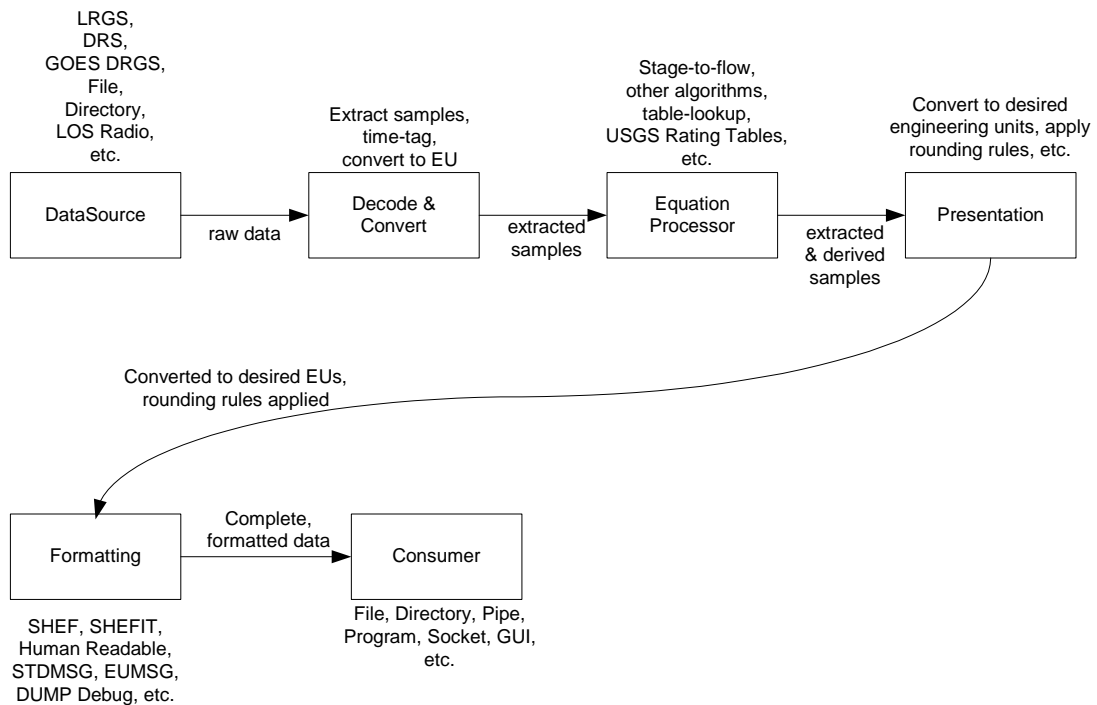 LRGS,
DRS,
GOES DRGS,
File,
Directory,
LOS Radio,
etc.
DataSource
raw data
Extract samples,
time-tag,
convert to EU
Decode &
Convert
extracted
samples
Stage-to-flow,
other algorithms,
table-lookup,
USGS Rating Tables,
etc.
Equation
Processor
extracted
& derived
samples
Convert to desired
engineering units, apply
rounding rules, etc.
Presentation
Converted to desired EUs,
rounding rules applied
Formatting
SHEF, SHEFIT,
Human Readable,
STDMSG, EUMSG,
DUMP Debug, etc.
Complete,
formatted data
Consumer
File, Directory, Pipe,
Program, Socket, GUI,
etc.